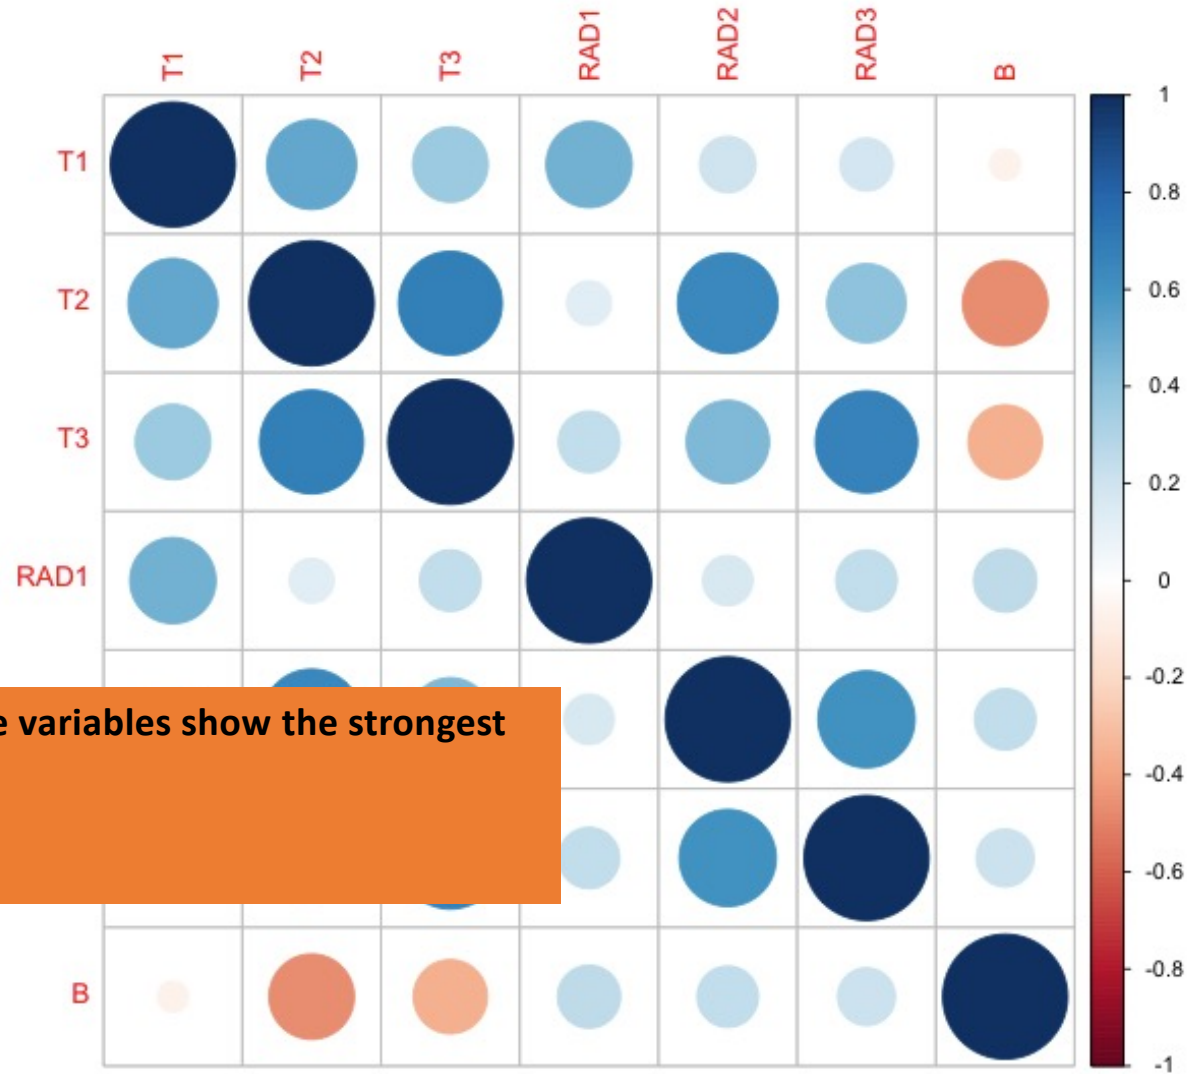 T1 T2 T3 RAD1 RAD2 RAD3 B
T1
T2
T3
RAD1
variables show the strongest
B
1
0.8
0.6
0.4
0.2
0
-0.2
-0.4
-0.6
-0.8
-1